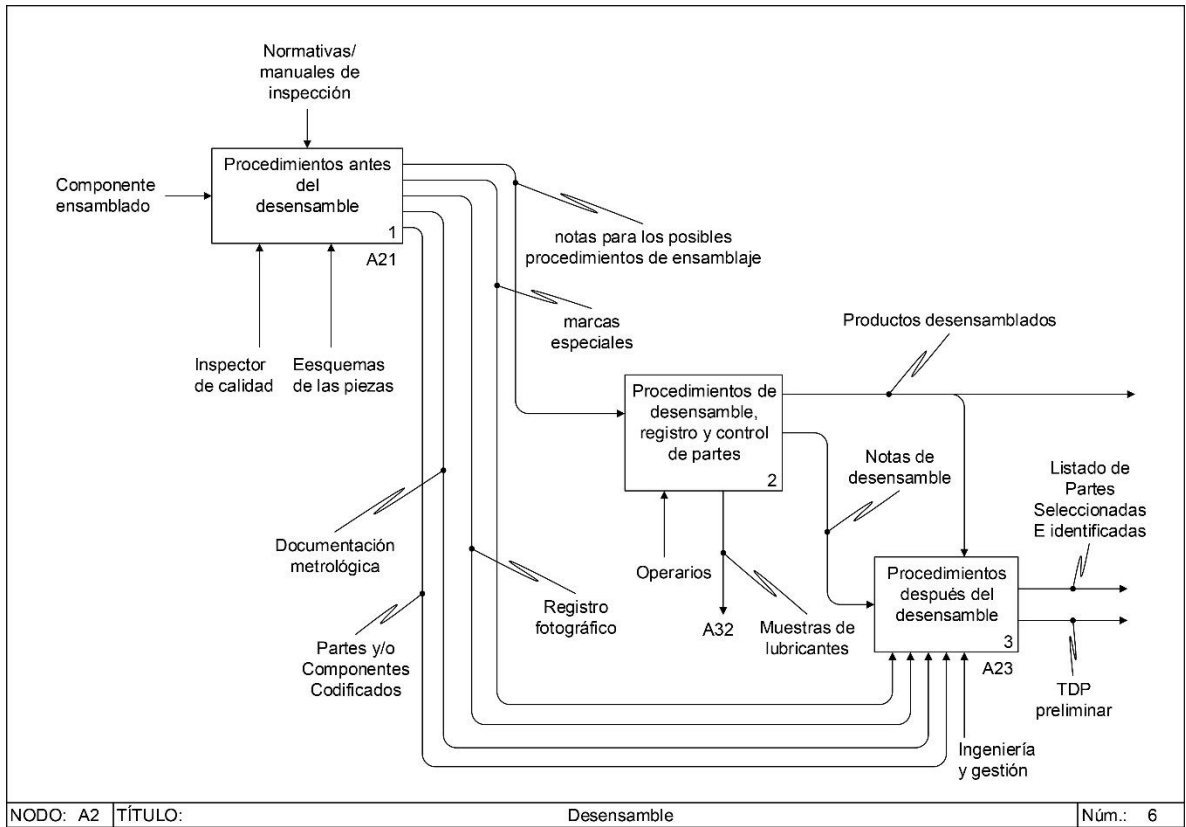 Normativas/
manuales de
inspección
Componente
ensamblado
Procedimientos antes
del
desensamble
1
A21
Inspector
de calidad
Eesquemas
de las piezas
notas para los posibles
procedimientos de ensamblaje
marcas
especiales
Productos desensamblados
Procedimientos de
desensamble,
registro y control
de partes
2
Notas de
desensamble
Listado de
Partes
Seleccionadas
E identificadas
Documentación
metrológica
Operarios
Procedimientos
después del
desensamble
3
A23
Registro
fotográfico
A32
Muestras de
lubricantes
Partes y/o
Componentes
Codificados
TDP
preliminar
Ingeniería
y gestión
NODO: A2 TÍTULO: Desensamble Núm.: 6